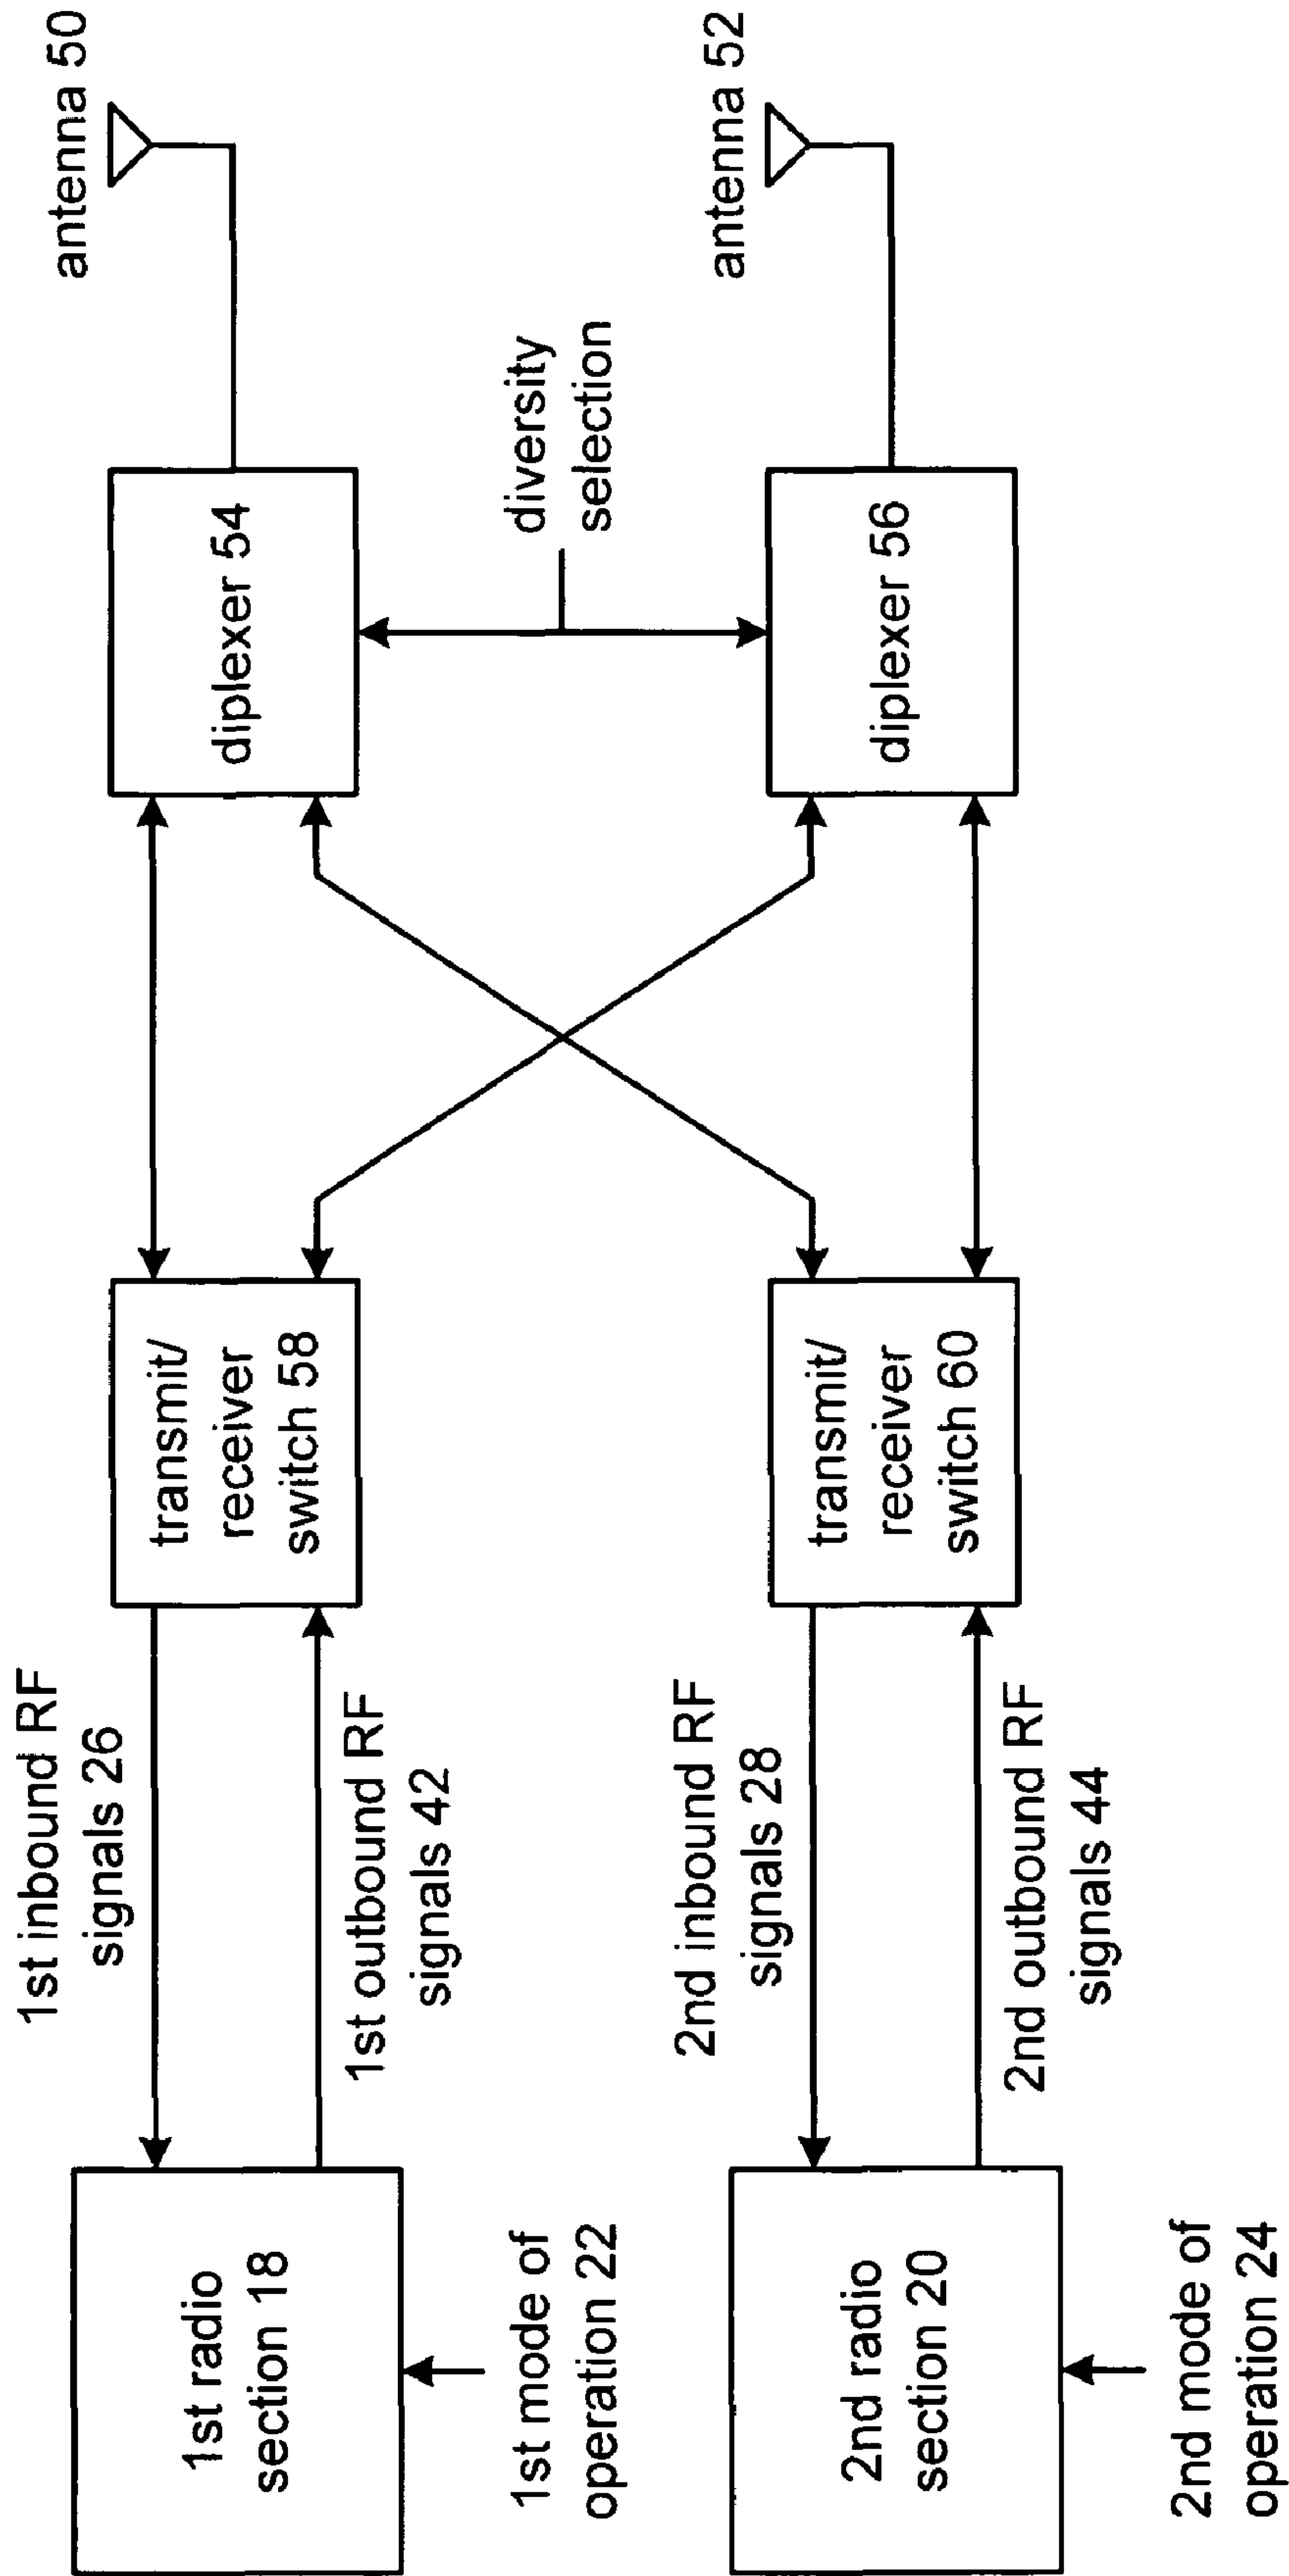 1st radio
section 18
1st mode of
operation 22
1st inbound RF
signals 26
1st outbound RF
signals 42
transmit/
receiver
switch 58
diplexer 54
antenna 50
diversity
selection
2nd radio
section 20
2nd mode of
operation 24
2nd inbound RF
signals 28
2nd outbound RF
signals 44
transmit/
receiver
switch 60
diplexer 56
antenna 52